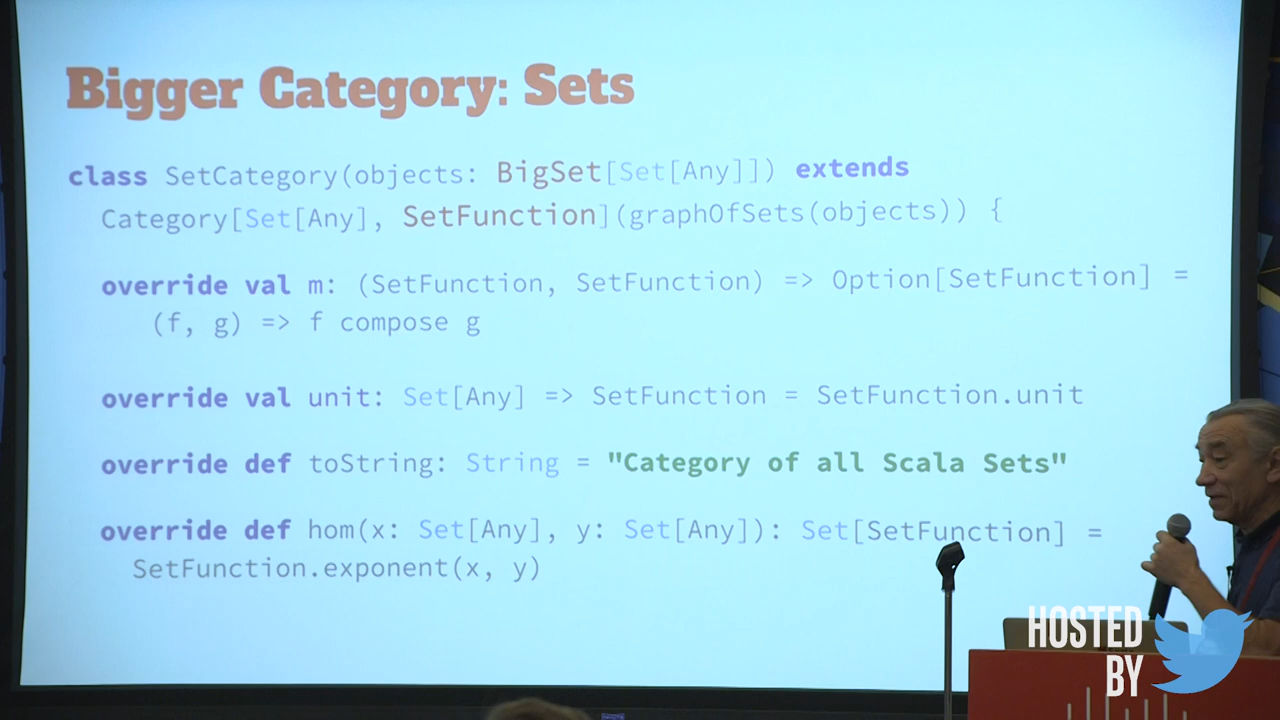 Bigger Category: Sets
class SetCategory(objects: BigSet[Set[Any]]) extends
Category[Set[Any], SetFunction](graphOfSets(objects)) {
override val m: (SetFunction, SetFunction) => Option[SetFunction] =
(f, g) => f compose g
override val unit: Set[Any] => SetFunction = SetFunction.unit
override def toString: String = "Category of all Scala Sets"
override def hom(x: Set[Any], y: Set[Any]): Set[SetFunction] =
SetFunction.exponent(x, y)
HOSTED
BY